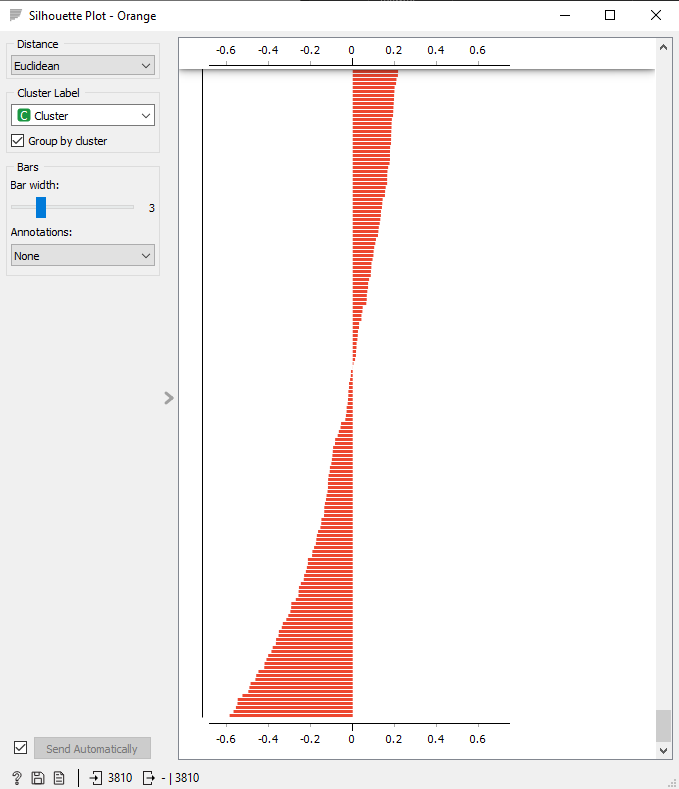 Silhouette Plot - Orange
Distance
Euclidean
Cluster Label
C Cluster
Group by cluster
Bars
Bar width:
3
Annotations:
None
-0.6 -0.4 -0.2 0 0.2 0.4 0.6
-0.6 -0.4 -0.2 0 0.2 0.4 0.6
Send Automatically
? 3810 - | 3810